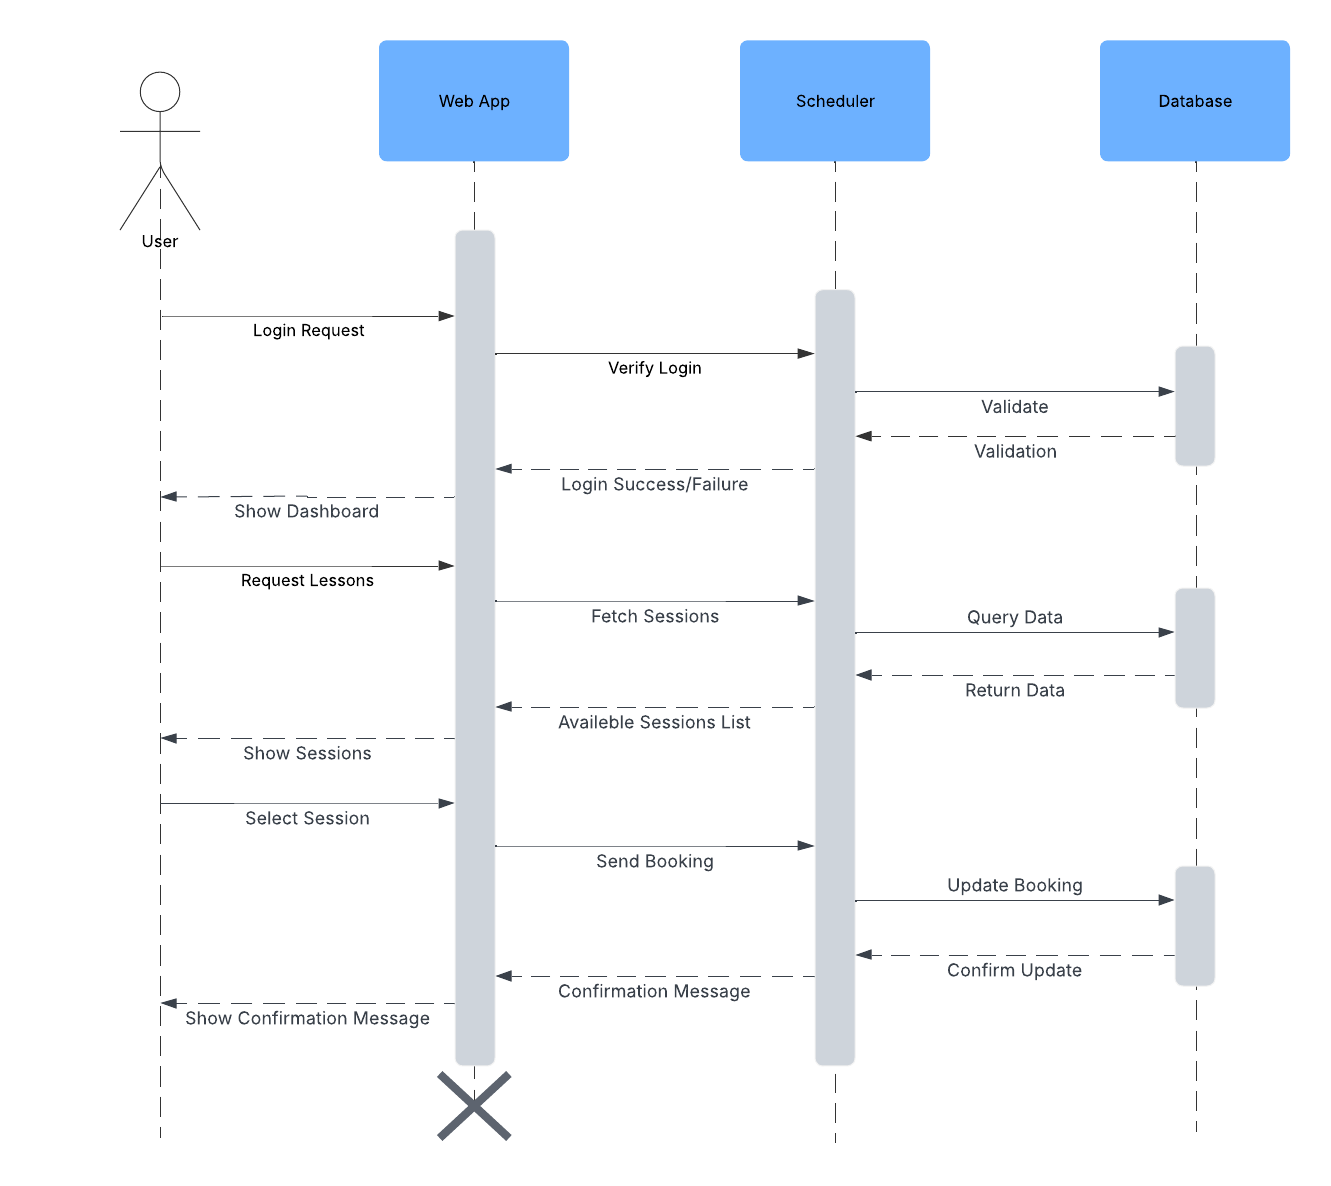 Web App
Scheduler
Database
User
Login Request
Verify Login
Validate
Validation
Login Success/Failure
Show Dashboard
Request Lessons
Fetch Sessions
Query Data
Return Data
Availeble Sessions List
Show Sessions
Select Session
Send Booking
Update Booking
Confirm Update
Confirmation Message
Show Confirmation Message